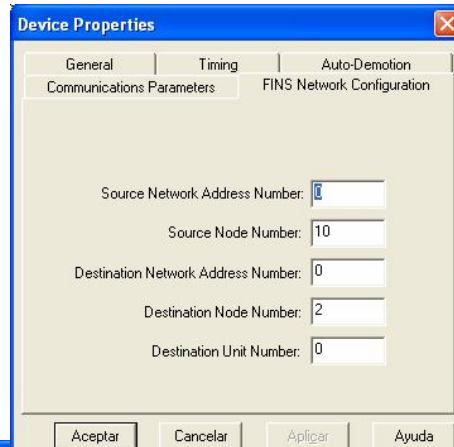 Device Properties
General Timing Auto-Demotion
Communications Parameters FINS Network Configuration
Source Network Address Number: 0
Source Node Number: 10
Destination Network Address Number: 0
Destination Node Number: 2
Destination Unit Number: 0
Aceptar Cancelar Aplicar Ayuda